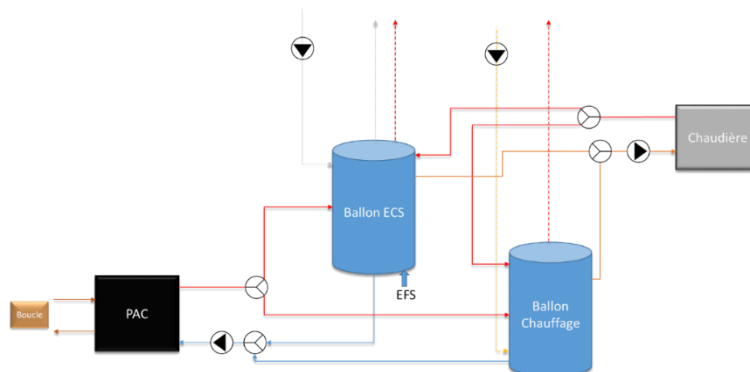 Chaudière
Ballon ECS
EFS
PAC
Boucle
Ballon
Chauffage